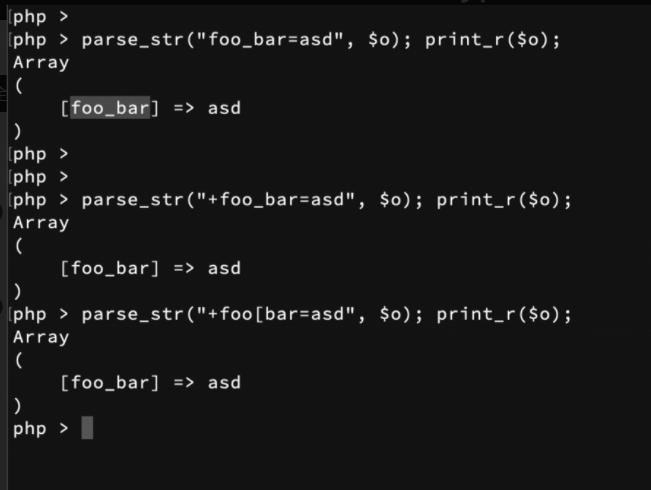 php >
php > parse_str("foo_bar=asd", $o); print_r($o);
Array
(
    [foo_bar] => asd
)
php >
php >
php > parse_str("+foo_bar=asd", $o); print_r($o);
Array
(
    [foo_bar] => asd
)
php > parse_str("+foo[bar=asd", $o); print_r($o);
Array
(
    [foo_bar] => asd
)
php >